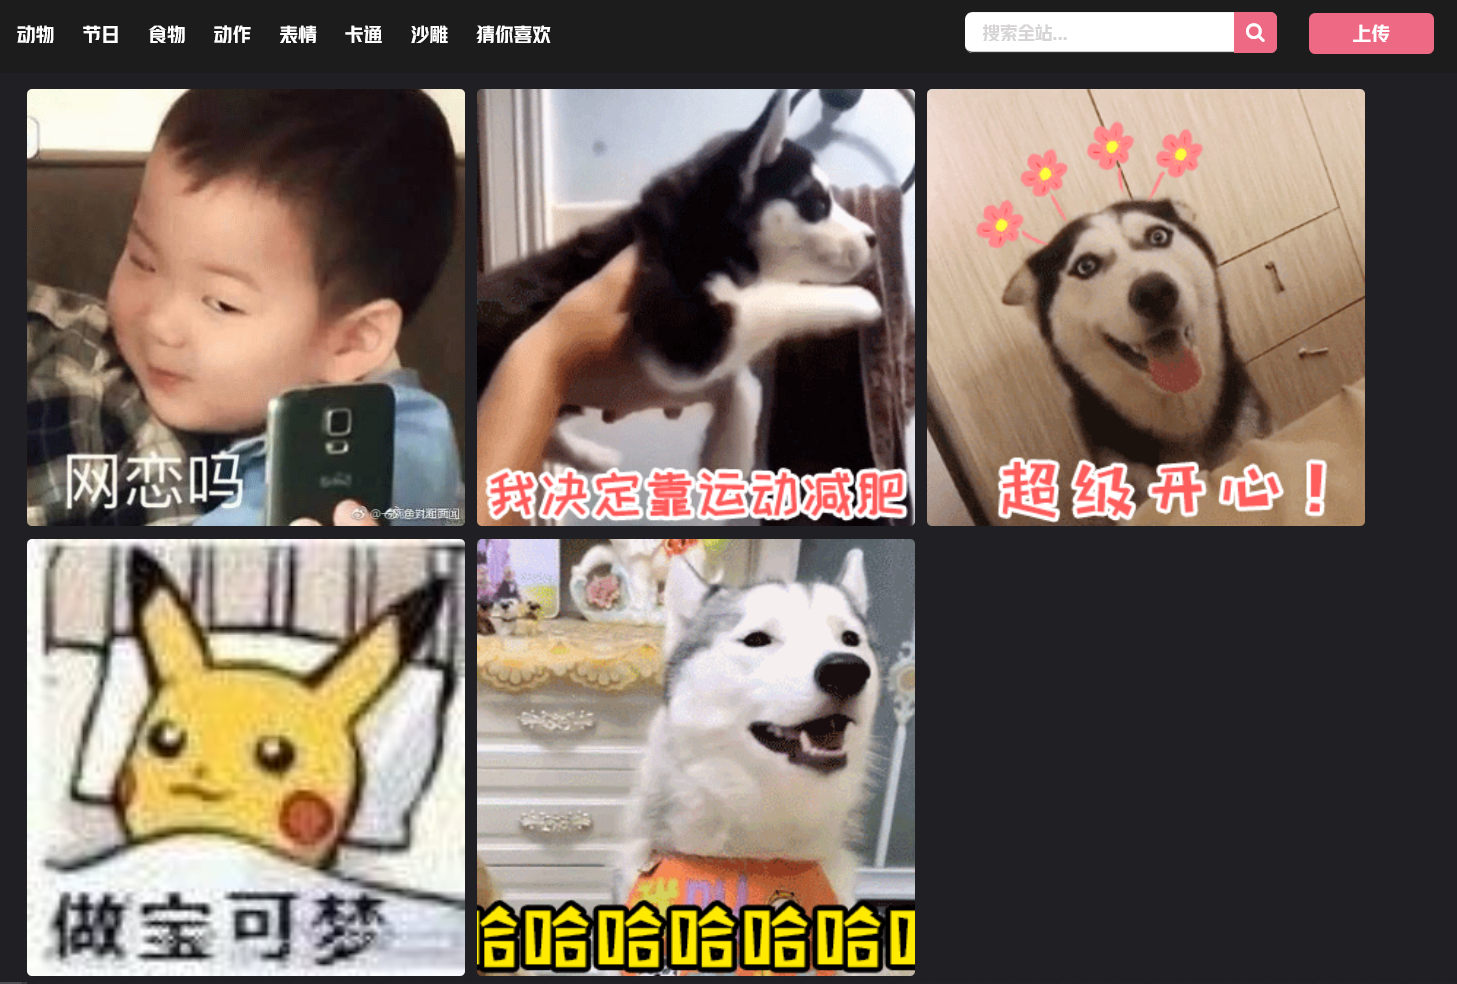 动物 节日 食物 动作 表情 卡通 沙雕 猜你喜欢
搜索全站...
上传
网恋吗
我决定靠运动减肥
超级开心！
做宝可梦
哈哈哈哈哈哈